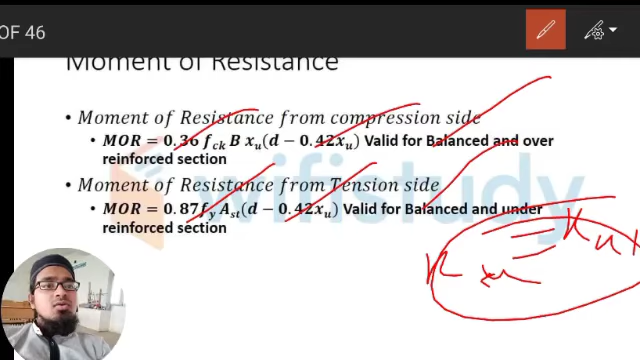 OF 46
Moment of Resistance
• Moment of Resistance from compression side
• MOR = 0.36 f_ck B x_u(d − 0.42x_u) Valid for Balanced and over
reinforced section
• Moment of Resistance from Tension side
• MOR = 0.87f_y A_st(d − 0.42x_u) Valid for Balanced and under
reinforced section
wifistudy